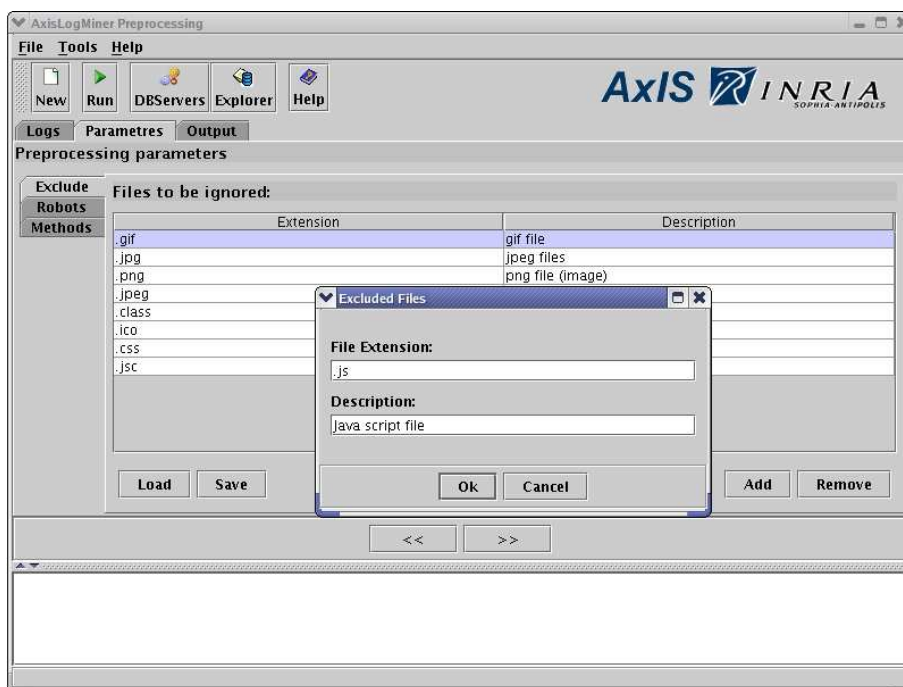 AxisLogMiner Preprocessing
File Tools Help
New Run DBServers Explorer Help
AxIS INRIA
SOPHIA-ANTIPOLIS
Logs Parametres Output
Preprocessing parameters
Exclude
Robots
Methods
Files to be ignored:
Extension Description
.gif gif file
.jpg jpeg files
.png png file (image)
.jpeg
.class
.ico
.css
.jsc
Excluded Files
File Extension:
.js
Description:
Java script file
Ok Cancel
Load Save Add Remove
<< >>